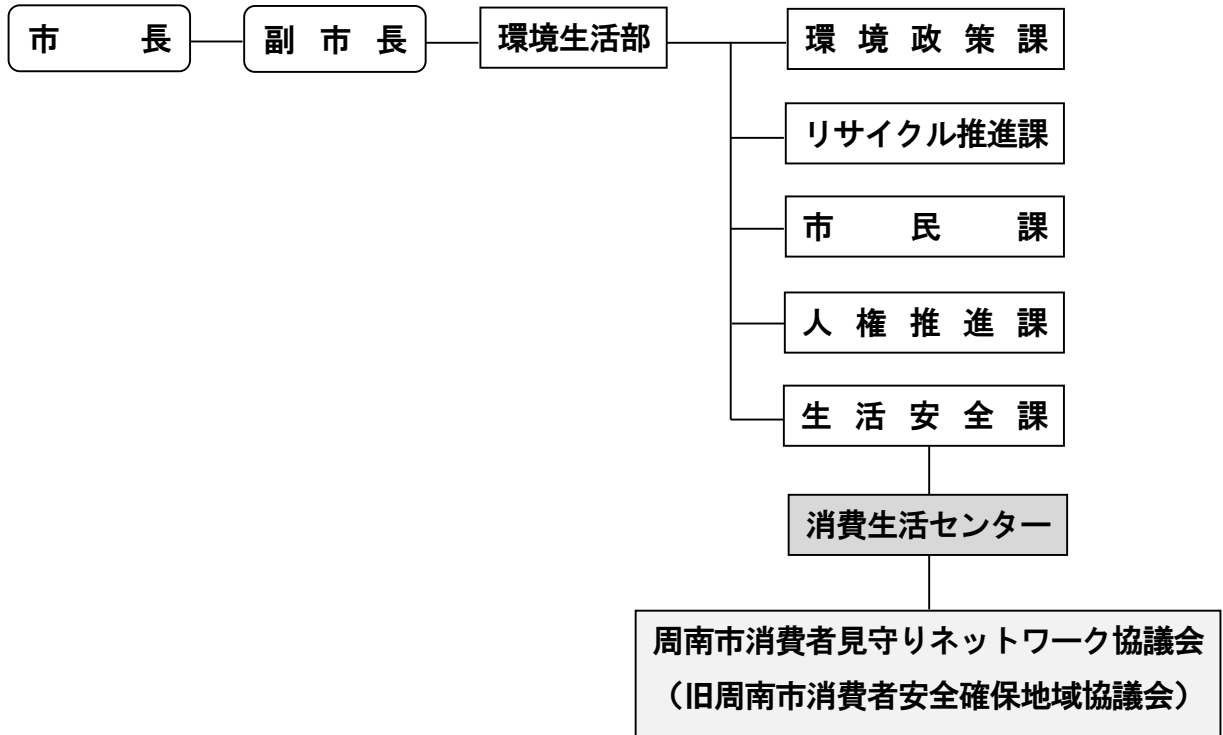 市長
副市長
環境生活部
環境政策課
リサイクル推進課
市民課
人権推進課
生活安全課
消費生活センター
周南市消費者見守りネットワーク協議会
（旧周南市消費者安全確保地域協議会）